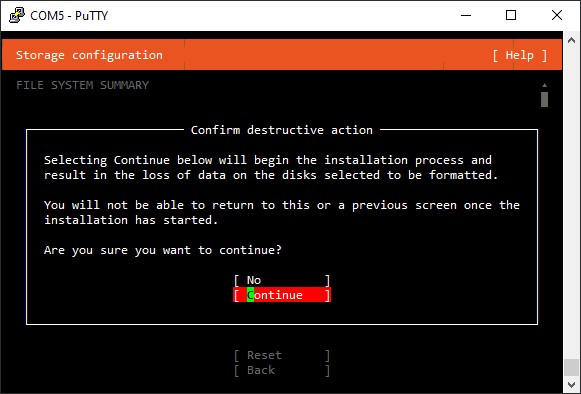 COM5 - PuTTY
Storage configuration [ Help ]
FILE SYSTEM SUMMARY
Confirm destructive action
Selecting Continue below will begin the installation process and
result in the loss of data on the disks selected to be formatted.
You will not be able to return to this or a previous screen once the
installation has started.
Are you sure you want to continue?
[ No ]
[ Continue ]
[ Reset ]
[ Back ]